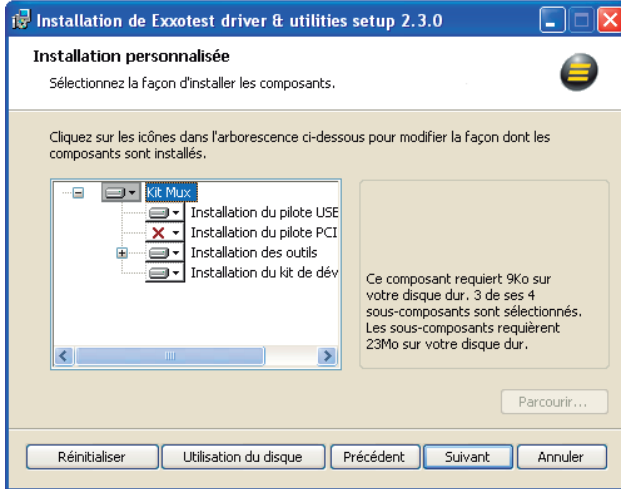 Installation de Exxotest driver & utilities setup 2.3.0
Installation personnalisée
Sélectionnez la façon d'installer les composants.
Cliquez sur les icônes dans l'arborescence ci-dessous pour modifier la façon dont les
composants sont installés.
Kit Mux
Installation du pilote USB
Installation du pilote PCI
Installation des outils
Installation du kit de dév
Ce composant requiert 9Ko sur
votre disque dur. 3 de ses 4
sous-composants sont sélectionnés.
Les sous-composants requièrent
23Mo sur votre disque dur.
Parcourir...
Réinitialiser
Utilisation du disque
Précédent
Suivant
Annuler